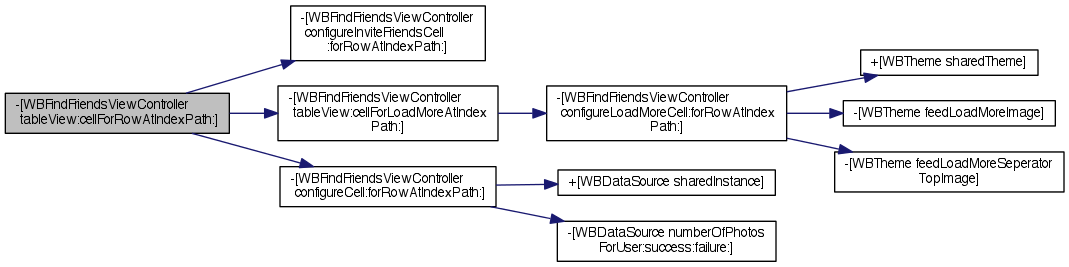 -[WBFindFriendsViewController
tableView:cellForRowAtIndexPath:]
-[WBFindFriendsViewController
configureInviteFriendsCell
:forRowAtIndexPath:]
-[WBFindFriendsViewController
tableView:cellForLoadMoreAtIndex
Path:]
-[WBFindFriendsViewController
configureCell:forRowAtIndexPath:]
-[WBFindFriendsViewController
configureLoadMoreCell:forRowAtIndex
Path:]
+[WBDataSource sharedInstance]
-[WBDataSource numberOfPhotos
ForUser:success:failure:]
+[WBTheme sharedTheme]
-[WBTheme feedLoadMoreImage]
-[WBTheme feedLoadMoreSeperator
TopImage]